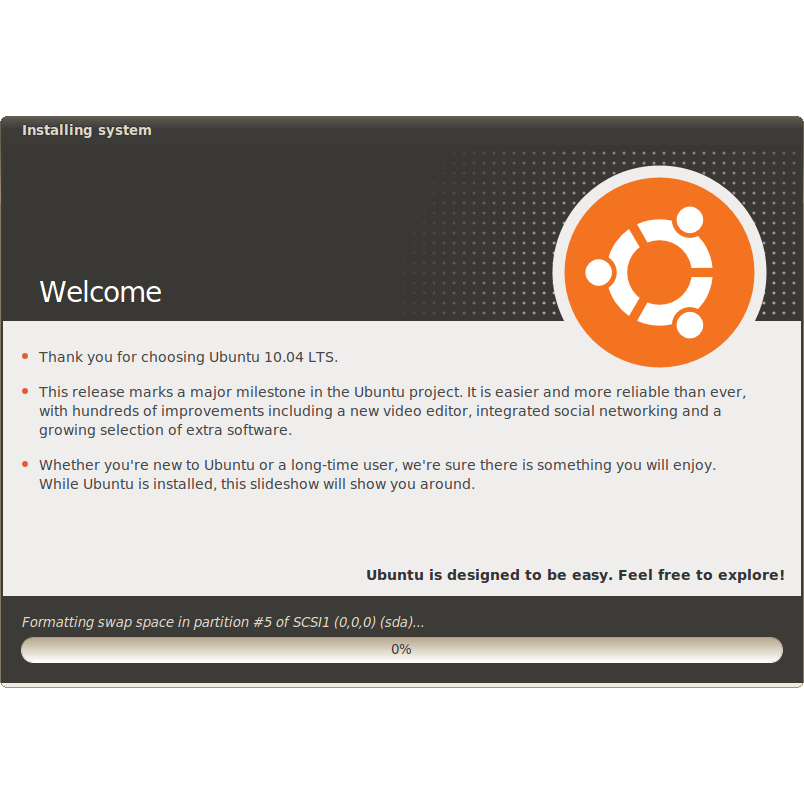 Installing system
Welcome
Thank you for choosing Ubuntu 10.04 LTS.
This release marks a major milestone in the Ubuntu project. It is easier and more reliable than ever,
with hundreds of improvements including a new video editor, integrated social networking and a
growing selection of extra software.
Whether you're new to Ubuntu or a long-time user, we're sure there is something you will enjoy.
While Ubuntu is installed, this slideshow will show you around.
Ubuntu is designed to be easy. Feel free to explore!
Formatting swap space in partition #5 of SCSI1 (0,0,0) (sda)...
0%